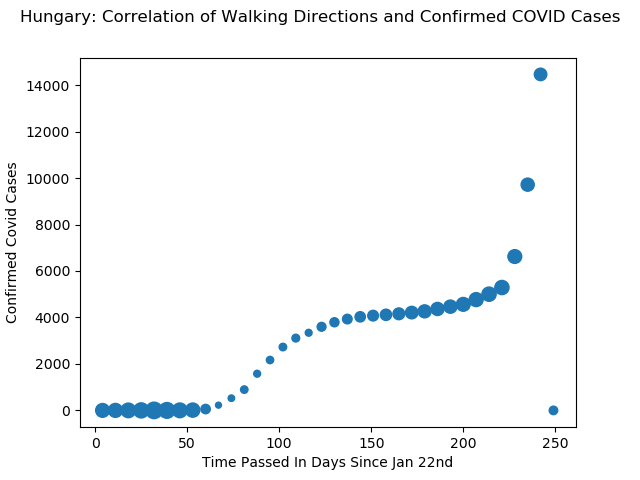 Hungary: Correlation of Walking Directions and Confirmed COVID Cases
14000
12000
10000
8000
6000
4000
2000
0
Confirmed Covid Cases
0 50 100 150 200 250
Time Passed In Days Since Jan 22nd